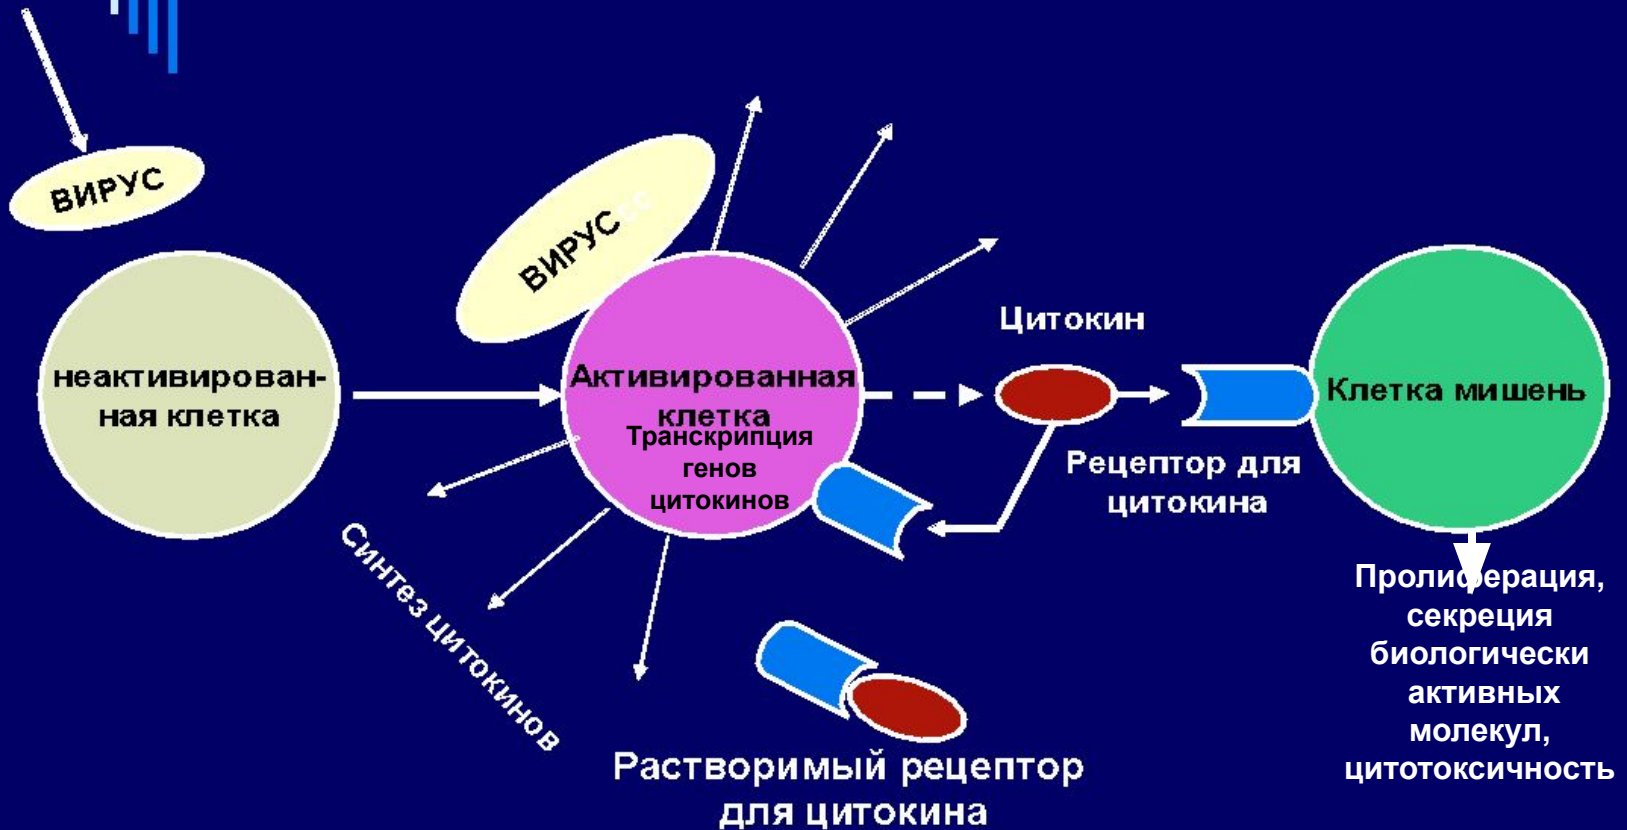 ВИРУС
ВИРУС
неактивирован-
ная клетка
Активированная
клетка
Транскрипция
генов
цитокинов
Синтез цитокинов
Цитокин
Рецептор для
цитокина
Клетка мишень
Пролиферация,
секреция
биологически
активных
молекул,
цитотоксичность
Растворимый рецептор
для цитокина